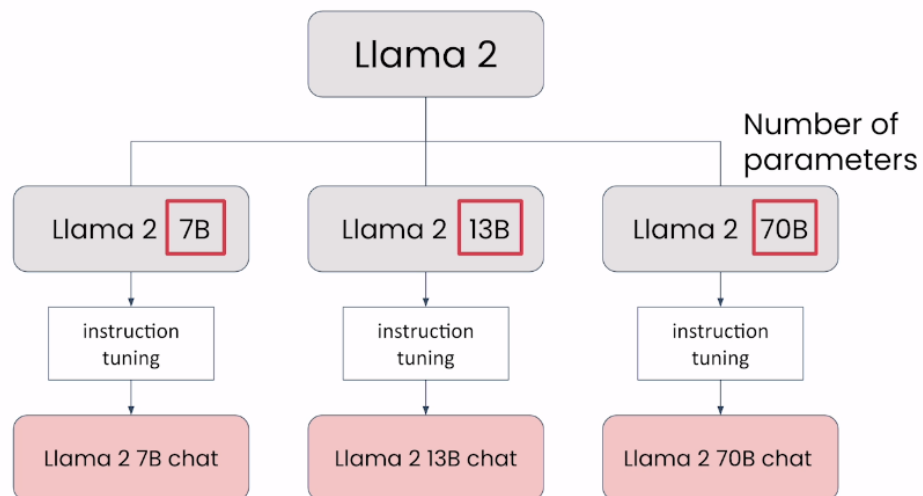 Llama 2
Number of
parameters
Llama 2 7B
Llama 2 13B
Llama 2 70B
instruction
tuning
instruction
tuning
instruction
tuning
Llama 2 7B chat
Llama 2 13B chat
Llama 2 70B chat